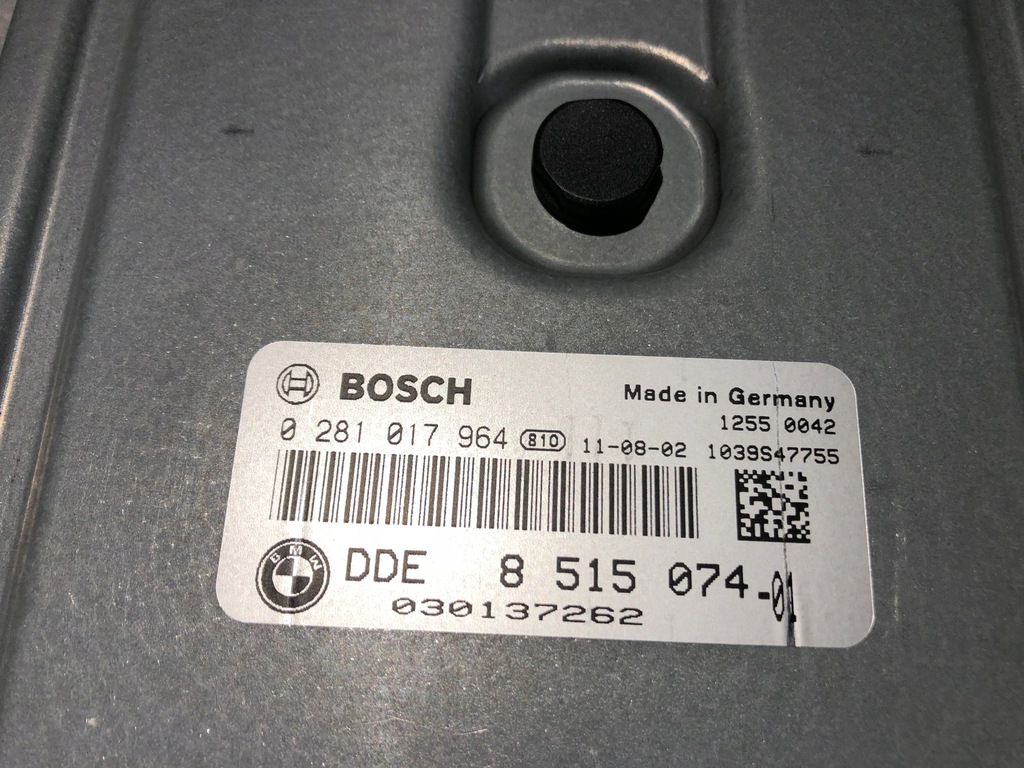 BOSCH
Made in Germany
1255 0042
0 281 017 964 810 11-08-02 1039S47755
BMW
DDE 8 515 074-01
030137262